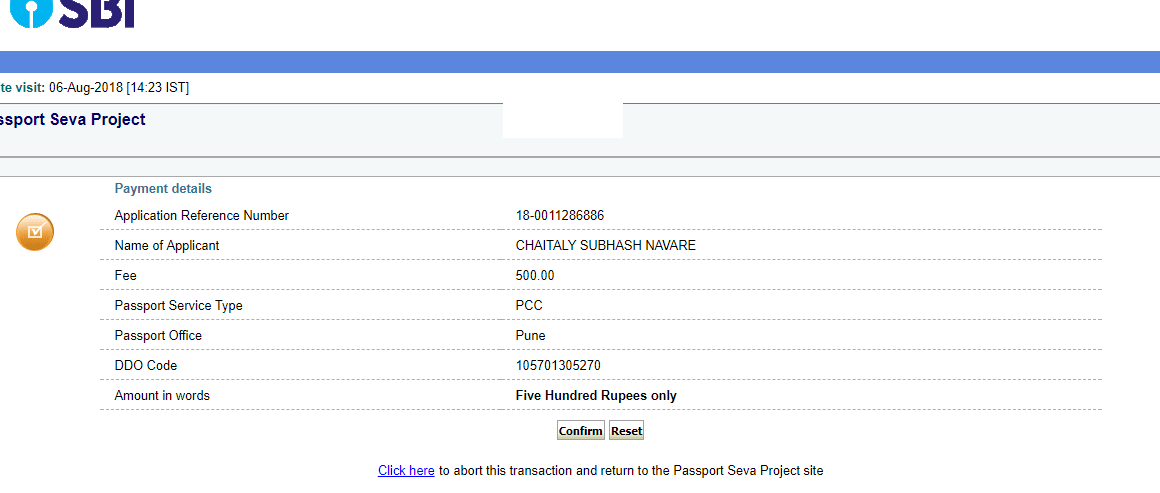 SBI
te visit: 06-Aug-2018 [14:23 IST]
ssport Seva Project
Payment details
Application Reference Number 18-0011286886
Name of Applicant CHAITALY SUBHASH NAVARE
Fee 500.00
Passport Service Type PCC
Passport Office Pune
DDO Code 105701305270
Amount in words Five Hundred Rupees only
Confirm Reset
Click here to abort this transaction and return to the Passport Seva Project site